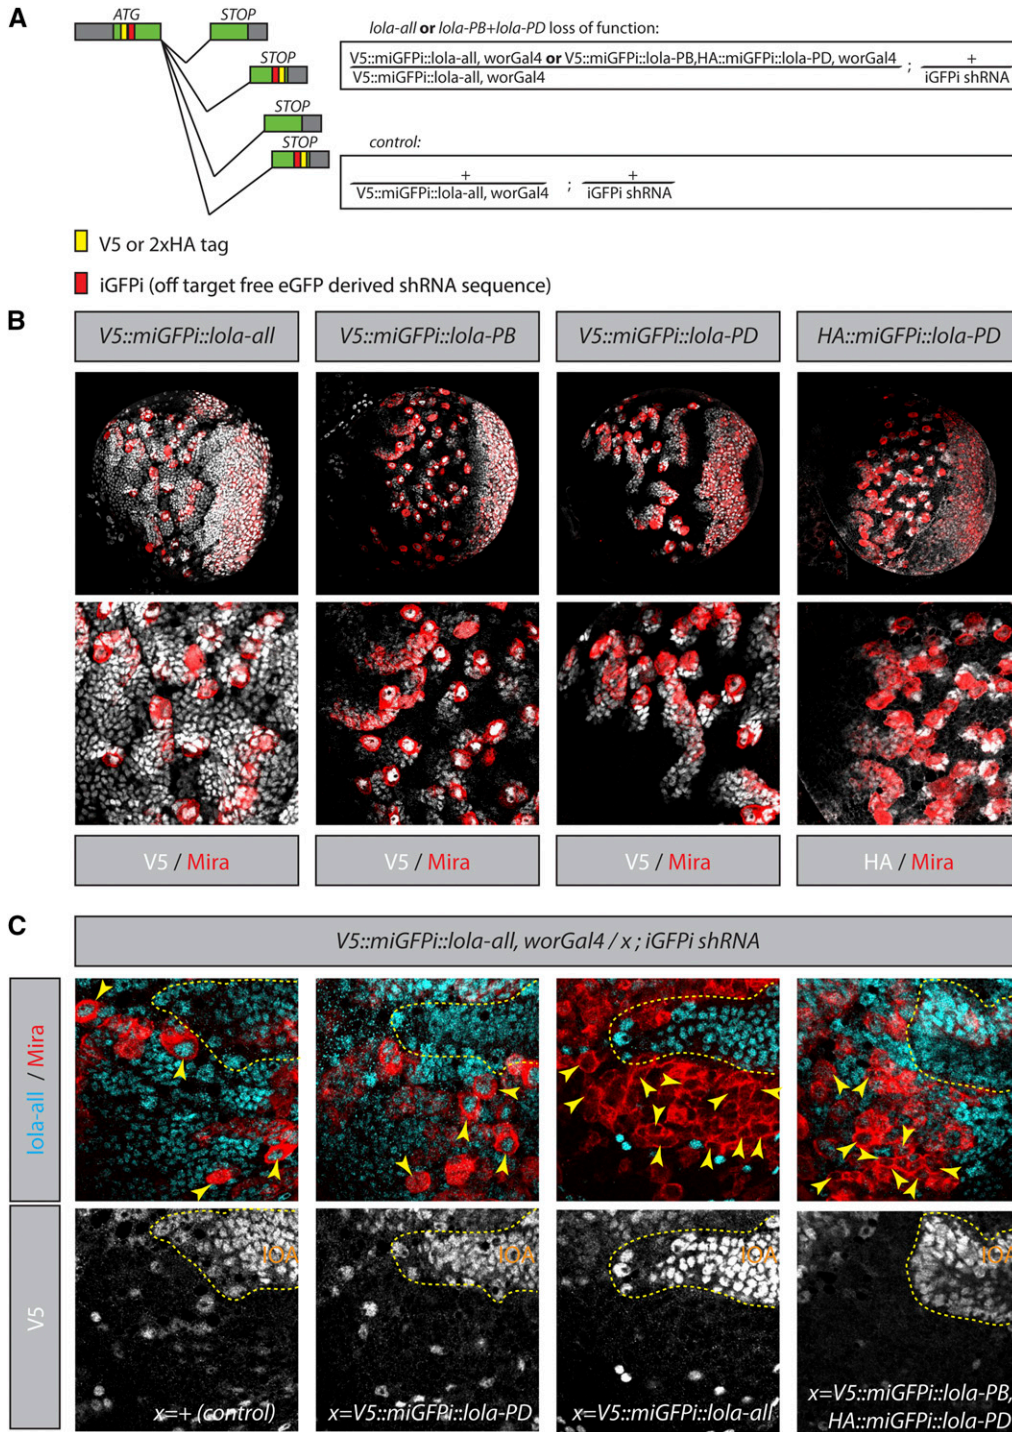 A
ATG
STOP
STOP
STOP
STOP
lola-all or lola-PB+lola-PD loss of function:
V5::miGFPi::lola-all, worGal4 or V5::miGFPi::lola-PB,HA::miGFPi::lola-PD, worGal4 ; +
V5::miGFPi::lola-all, worGal4 iGFPi shRNA
control:
+ ; +
V5::miGFPi::lola-all, worGal4 iGFPi shRNA
V5 or 2xHA tag
iGFPi (off target free eGFP derived shRNA sequence)
B
V5::miGFPi::lola-all V5::miGFPi::lola-PB V5::miGFPi::lola-PD HA::miGFPi::lola-PD
V5 / Mira V5 / Mira V5 / Mira HA / Mira
C
V5::miGFPi::lola-all, worGal4 / x ; iGFPi shRNA
lola-all / Mira
V5
IOA IOA IOA IOA
x=+ (control)
x=V5::miGFPi::lola-PD
x=V5::miGFPi::lola-all
x=V5::miGFPi::lola-PB,
HA::miGFPi::lola-PD